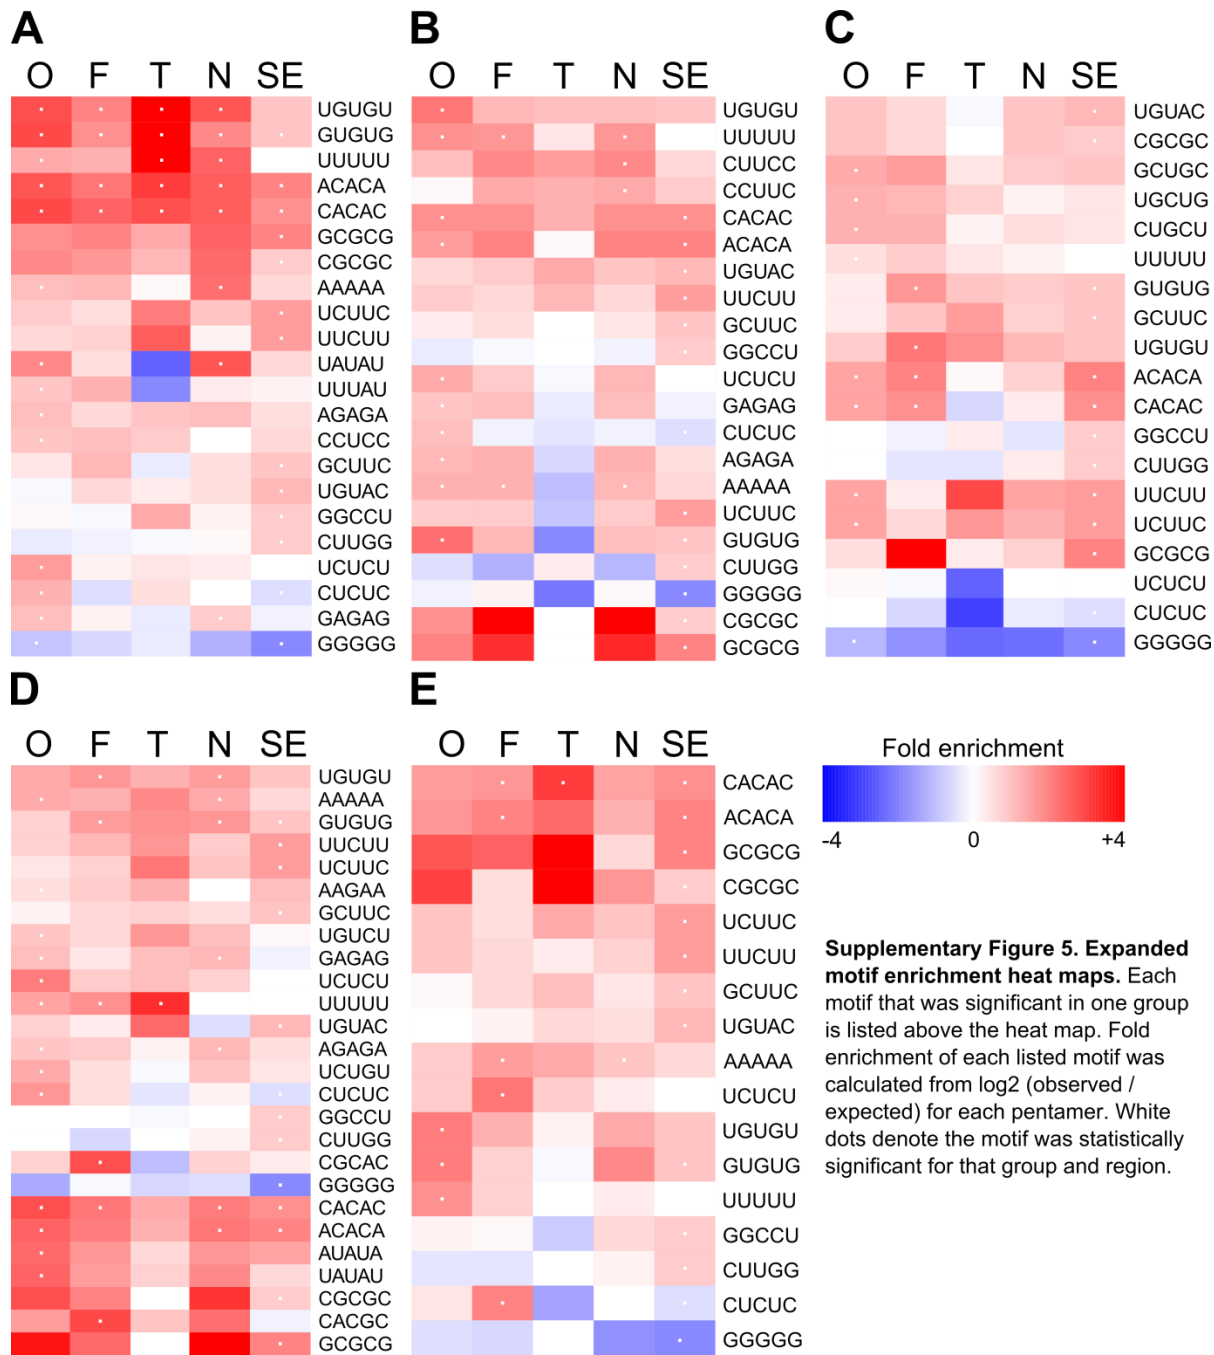 A
O F T N SE
UGUGU
GUGUG
UUUUU
ACACA
CACAC
GCGCG
CGCGC
AAAAA
UCUUC
UUCUU
UAUAU
UUUAU
AGAGA
CCUCC
GCUUC
UGUAC
GGCCU
CUUGG
UCUCU
CUCUC
GAGAG
GGGGG
B
O F T N SE
UGUGU
UUUUU
CUUCC
CCUUC
CACAC
ACACA
UGUAC
UUCUU
GCUUC
GGCCU
UCUCU
GAGAG
CUCUC
AGAGA
AAAAA
UCUUC
GUGUG
CUUGG
GGGGG
CGCGC
GCGCG
C
O F T N SE
UGUAC
CGCGC
GCUGC
UGCUG
CUGCU
UUUUU
GUGUG
GCUUC
UGUGU
ACACA
CACAC
GGCCU
CUUGG
UUCUU
UCUUC
GCGCG
UCUCU
CUCUC
GGGGG
D
O F T N SE
UGUGU
AAAAA
GUGUG
UUCUU
UCUUC
AAGAA
GCUUC
UGUCU
GAGAG
UCUCU
UUUUU
UGUAC
AGAGA
UCUGU
CUCUC
GGCCU
CUUGG
CGCAC
GGGGG
CACAC
ACACA
AUAUA
UAUAU
CGCGC
CACGC
GCGCG
E
O F T N SE
CACAC
ACACA
GCGCG
CGCGC
UCUUC
UUCUU
GCUUC
UGUAC
AAAAA
UCUCU
UGUGU
GUGUG
UUUUU
GGCCU
CUUGG
CUCUC
GGGGG
Fold enrichment
-4 0 +4
Supplementary Figure 5. Expanded
motif enrichment heat maps. Each
motif that was significant in one group
is listed above the heat map. Fold
enrichment of each listed motif was
calculated from log2 (observed /
expected) for each pentamer. White
dots denote the motif was statistically
significant for that group and region.